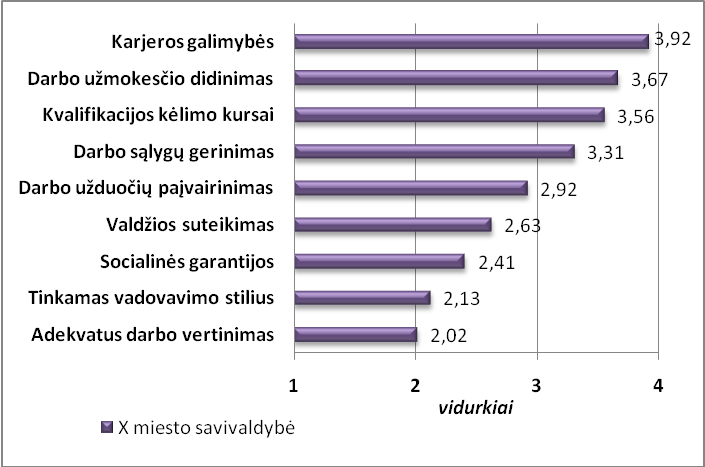 Karjeros galimybės 3,92
Darbo užmokesčio didinimas 3,67
Kvalifikacijos kėlimo kursai 3,56
Darbo sąlygų gerinimas 3,31
Darbo užduočių paįvairinimas 2,92
Valdžios suteikimas 2,63
Socialinės garantijos 2,41
Tinkamas vadovavimo stilius 2,13
Adekvatus darbo vertinimas 2,02
1 2 3 4
vidurkiai
X miesto savivaldybė